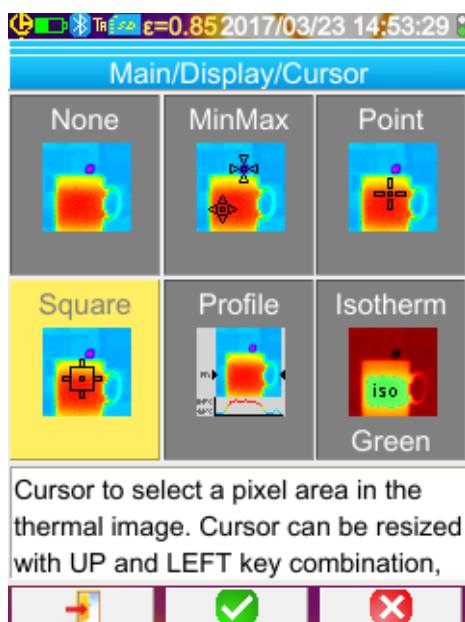 ε=0.85 2017/03/23 14:53:29
Main/Display/Cursor
None MinMax Point
Square Profile Isotherm
iso
Green
Cursor to select a pixel area in the
thermal image. Cursor can be resized
with UP and LEFT key combination,